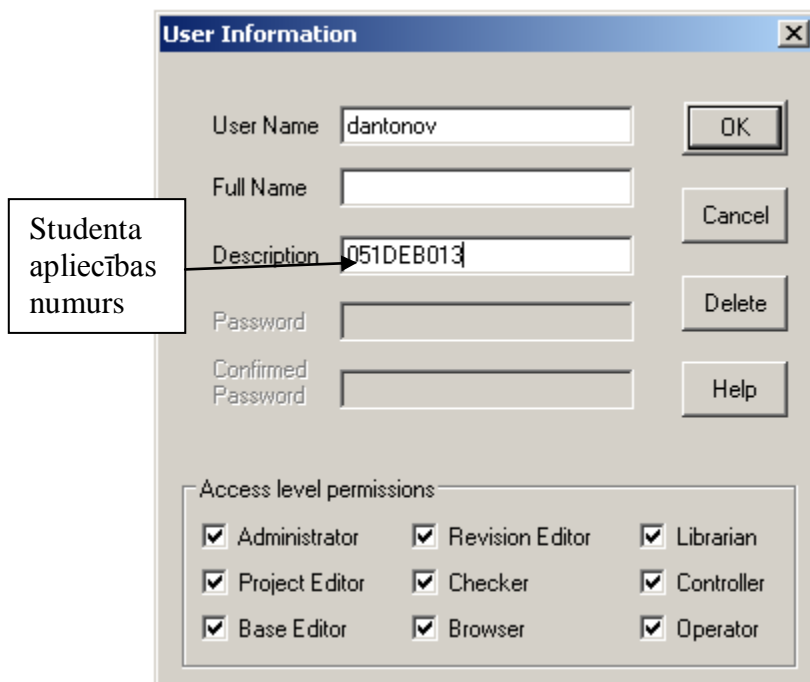 User Information
User Name dantonov
OK
Full Name
Cancel
Studenta
apliecības
numurs
Description 051DEB013
Delete
Password
Confirmed
Password
Help
Access level permissions
Administrator Revision Editor Librarian
Project Editor Checker Controller
Base Editor Browser Operator